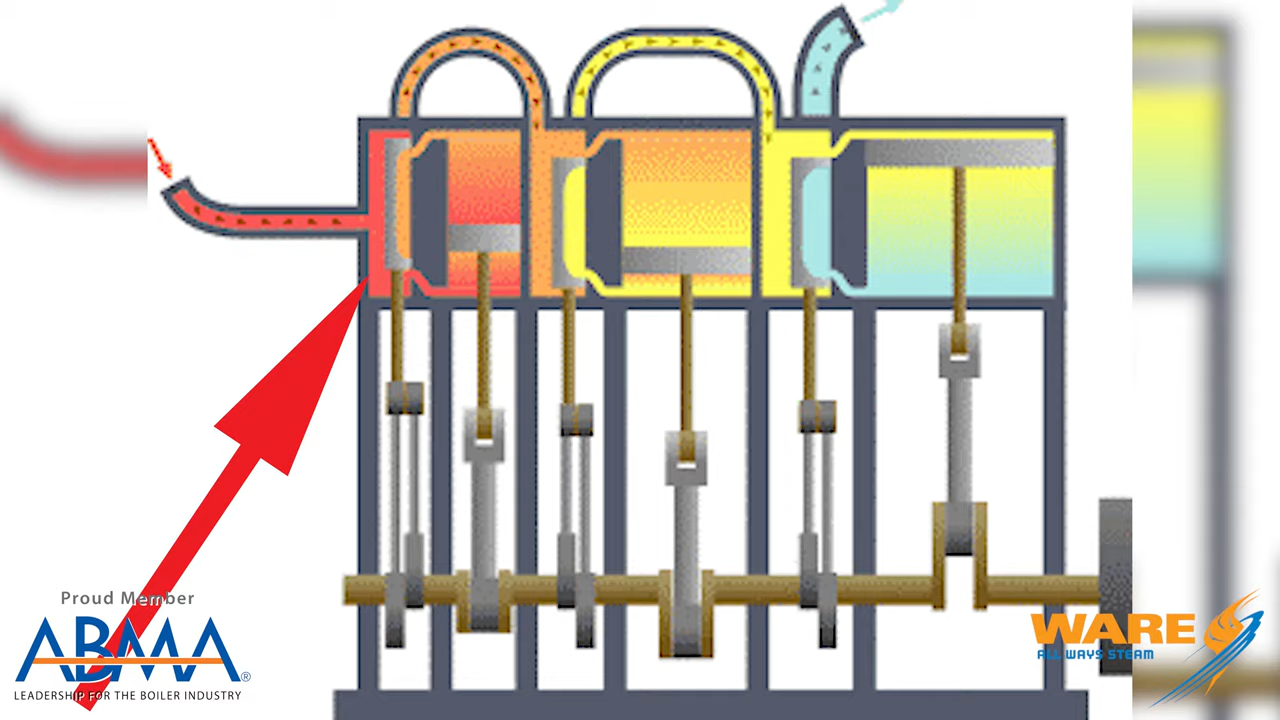 Proud Member
ABMA®
LEADERSHIP FOR THE BOILER INDUSTRY
WARE
ALL WAYS STEAM